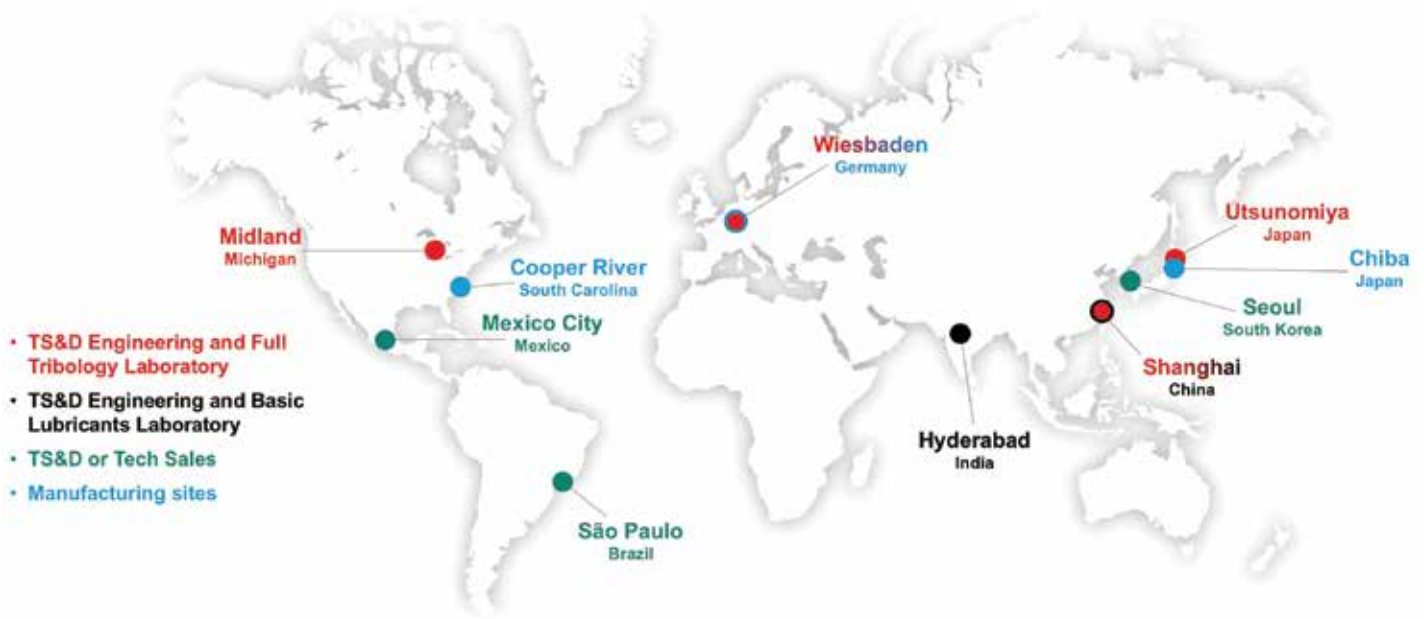 Wiesbaden
Germany
Midland
Michigan
Utsunomiya
Japan
Cooper River
South Carolina
Chiba
Japan
Mexico City
Mexico
Seoul
South Korea
• TS&D Engineering and Full
Tribology Laboratory
Shanghai
China
• TS&D Engineering and Basic
Lubricants Laboratory
Hyderabad
India
• TS&D or Tech Sales
• Manufacturing sites
São Paulo
Brazil